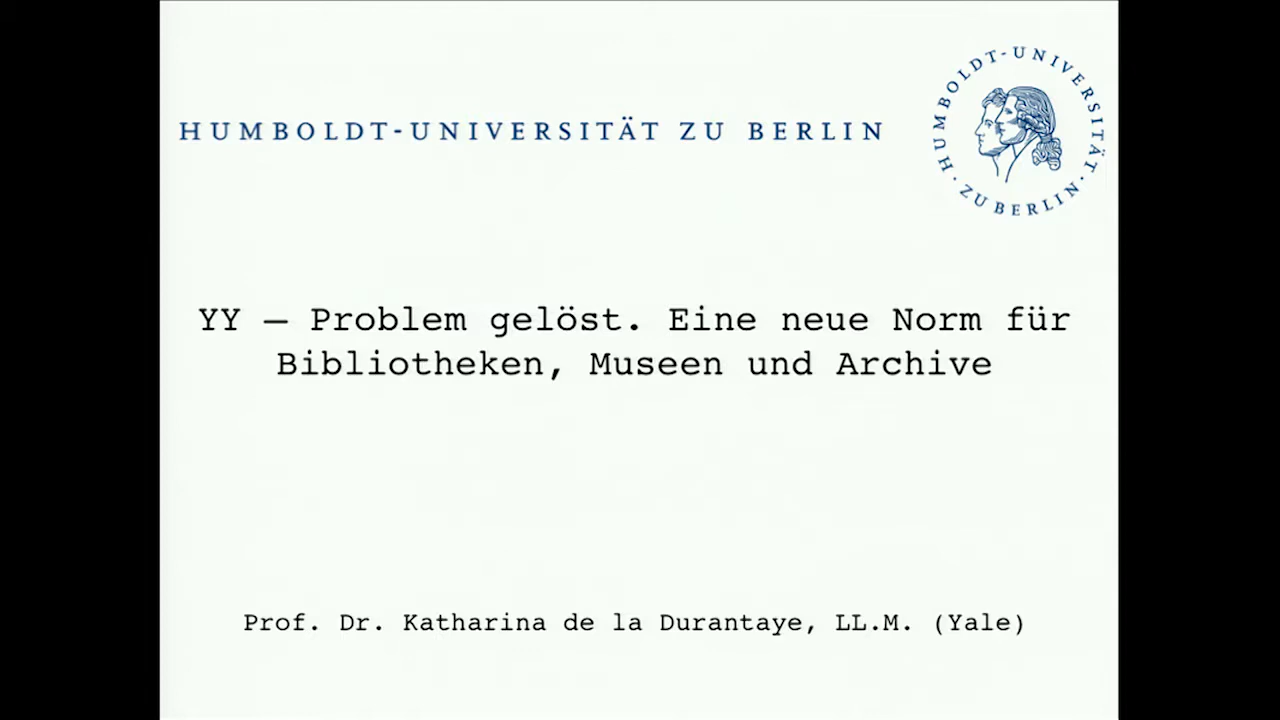 HUMBOLDT-UNIVERSITÄT ZU BERLIN
HUMBOLDT-UNIVERSITÄT · ZU BERLIN ·
YY – Problem gelöst. Eine neue Norm für
Bibliotheken, Museen und Archive
Prof. Dr. Katharina de la Durantaye, LL.M. (Yale)